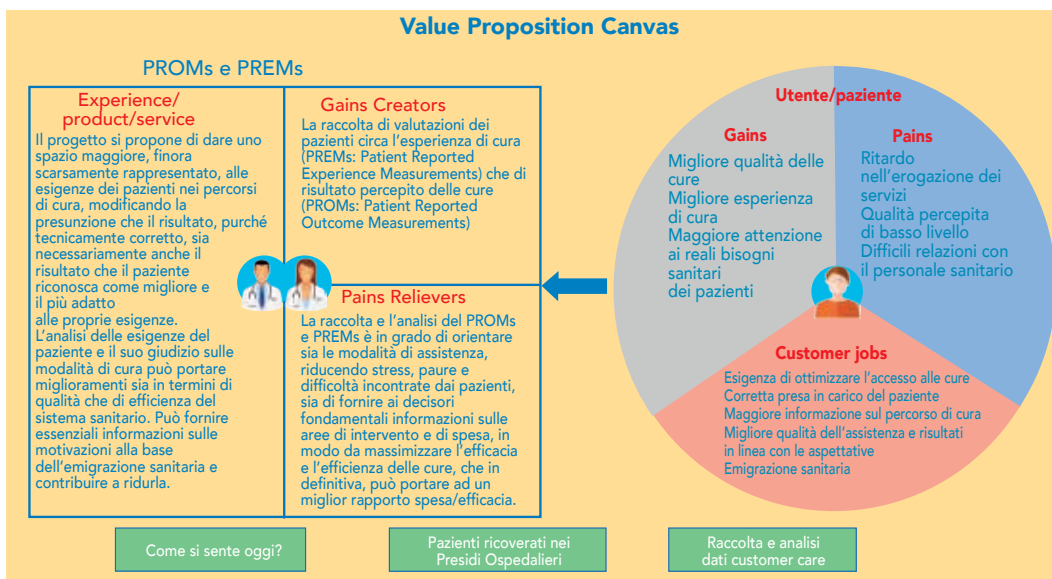 Value Proposition Canvas
PROMs e PREMs
Experience/
product/service
Il progetto si propone di dare uno
spazio maggiore, finora
scarsamente rappresentato, alle
esigenze dei pazienti nei percorsi
di cura, modificando la
presunzione che il risultato, purché
tecnicamente corretto, sia
necessariamente anche il
risultato che il paziente
riconosca come migliore e
il più adatto
alle proprie esigenze.
L'analisi delle esigenze del
paziente e il suo giudizio sulle
modalità di cura può portare
miglioramenti sia in termini di
qualità che di efficienza del
sistema sanitario. Può fornire
essenziali informazioni sulle
motivazioni alla base
dell'emigrazione sanitaria e
contribuire a ridurla.
Gains Creators
La raccolta di valutazioni dei
pazienti circa l'esperienza di cura
(PREMs: Patient Reported
Experience Measurements) che di
risultato percepito delle cure
(PROMs: Patient Reported
Outcome Measurements)
Pains Relievers
La raccolta e l'analisi del PROMs
e PREMs è in grado di orientare
sia le modalità di assistenza,
riducendo stress, paure e
difficoltà incontrate dai pazienti,
sia di fornire ai decisori
fondamentali informazioni sulle
aree di intervento e di spesa, in
modo da massimizzare l'efficacia
e l'efficienza delle cure, che in
definitiva, può portare ad un
miglior rapporto spesa/efficacia.
Utente/paziente
Gains
Migliore qualità delle
cure
Migliore esperienza
di cura
Maggiore attenzione
ai reali bisogni
sanitari
dei pazienti
Pains
Ritardo
nell'erogazione dei
servizi
Qualità percepita
di basso livello
Difficili relazioni con
il personale sanitario
Customer jobs
Esigenza di ottimizzare l'accesso alle cure
Corretta presa in carico del paziente
Maggiore informazione sul percorso di cura
Migliore qualità dell'assistenza e risultati
in linea con le aspettative
Emigrazione sanitaria
Come si sente oggi?
Pazienti ricoverati nei
Presidi Ospedalieri
Raccolta e analisi
dati customer care